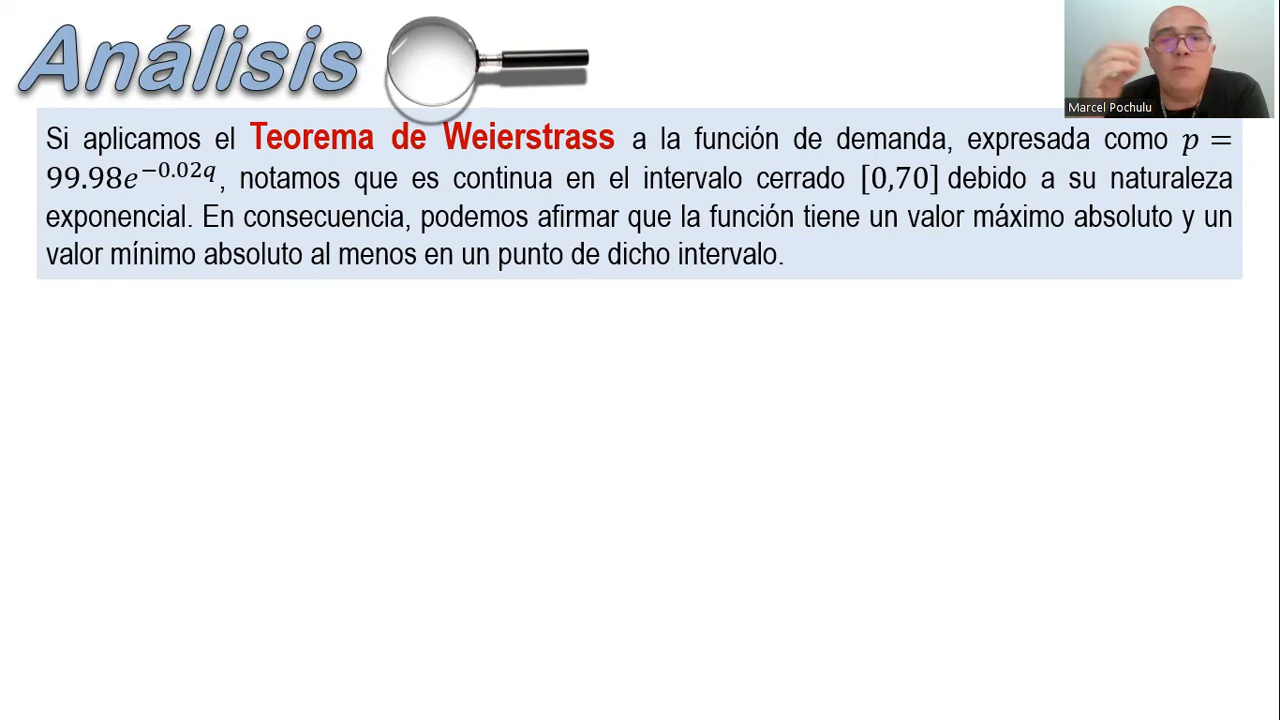 Análisis
Marcel Pochulu
Si aplicamos el Teorema de Weierstrass a la función de demanda, expresada como p =
99.98e^{−0.02q}, notamos que es continua en el intervalo cerrado [0,70] debido a su naturaleza
exponencial. En consecuencia, podemos afirmar que la función tiene un valor máximo absoluto y un
valor mínimo absoluto al menos en un punto de dicho intervalo.